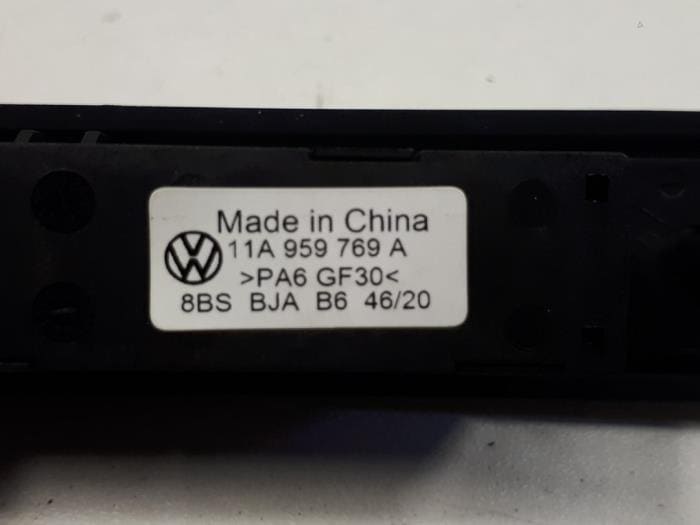 Made in China
11A 959 769 A
>PA6 GF30<
8BS BJA B6 46/20